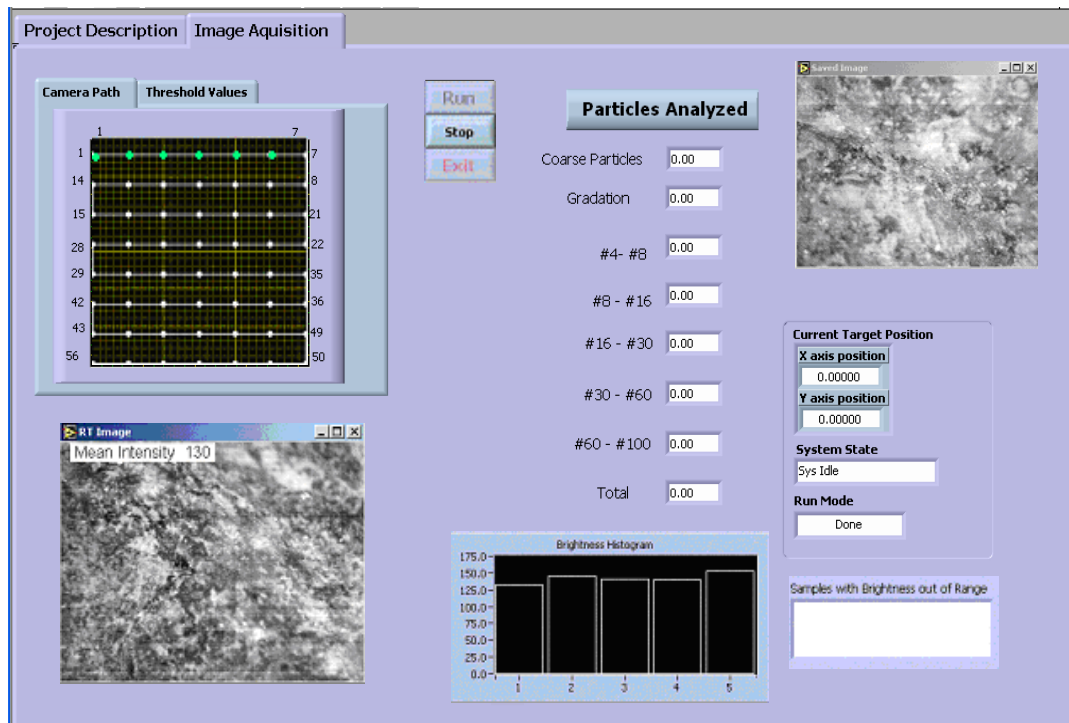 Project Description
Image Aquisition
Camera Path
Threshold Values
1 7
1 7
14 8
15 21
28 22
29 35
42 36
43 49
56 50
RT Image
Mean Intensity 130
Run
Stop
Exit
Particles Analyzed
Coarse Particles 0.00
Gradation 0.00
#4- #8 0.00
#8 - #16 0.00
#16 - #30 0.00
#30 - #60 0.00
#60 - #100 0.00
Total 0.00
Brightness Histogram
175.0
150.0
125.0
100.0
75.0
50.0
25.0
0.0
1 2 3 4 5
Saved Image
Current Target Position
X axis position
0.00000
Y axis position
0.00000
System State
Sys Idle
Run Mode
Done
Samples with Brightness out of Range